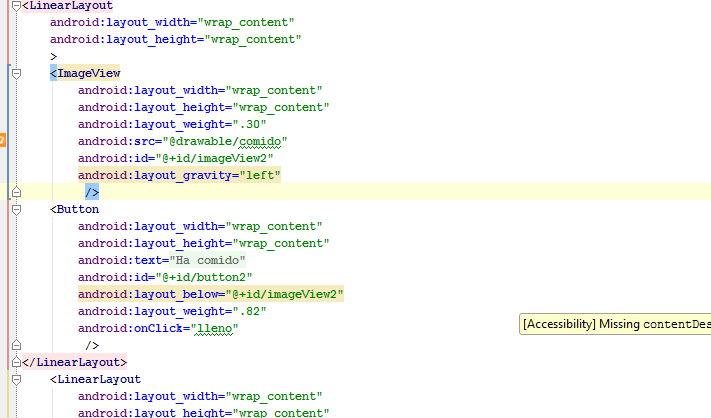 <LinearLayout
android:layout_width="wrap_content"
android:layout_height="wrap_content"
>
<ImageView
android:layout_width="wrap_content"
android:layout_height="wrap_content"
android:layout_weight=".30"
android:src="@drawable/comido"
android:id="@+id/imageView2"
android:layout_gravity="left"
/>
<Button
android:layout_width="wrap_content"
android:layout_height="wrap_content"
android:text="Ha comido"
android:id="@+id/button2"
android:layout_below="@+id/imageView2"
android:layout_weight=".82"
[Accessibility] Missing contentDes
android:onClick="lleno"
/>
</LinearLayout>
<LinearLayout
android:layout_width="wrap_content"
android:layout_height="wrap_content"